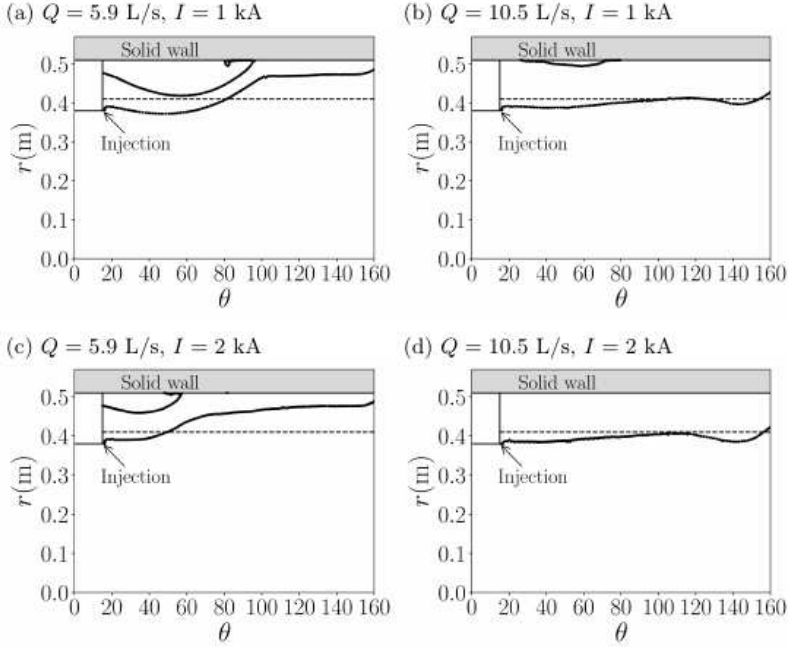 (a) Q = 5.9 L/s, I = 1 kA
Solid wall
0.5
0.4
0.3
0.2
0.1
0.0
r(m)
Injection
0 20 40 60 80 100 120 140 160
θ
(b) Q = 10.5 L/s, I = 1 kA
Solid wall
0.5
0.4
0.3
0.2
0.1
0.0
r(m)
Injection
0 20 40 60 80 100 120 140 160
θ
(c) Q = 5.9 L/s, I = 2 kA
Solid wall
0.5
0.4
0.3
0.2
0.1
0.0
r(m)
Injection
0 20 40 60 80 100 120 140 160
θ
(d) Q = 10.5 L/s, I = 2 kA
Solid wall
0.5
0.4
0.3
0.2
0.1
0.0
r(m)
Injection
0 20 40 60 80 100 120 140 160
θ